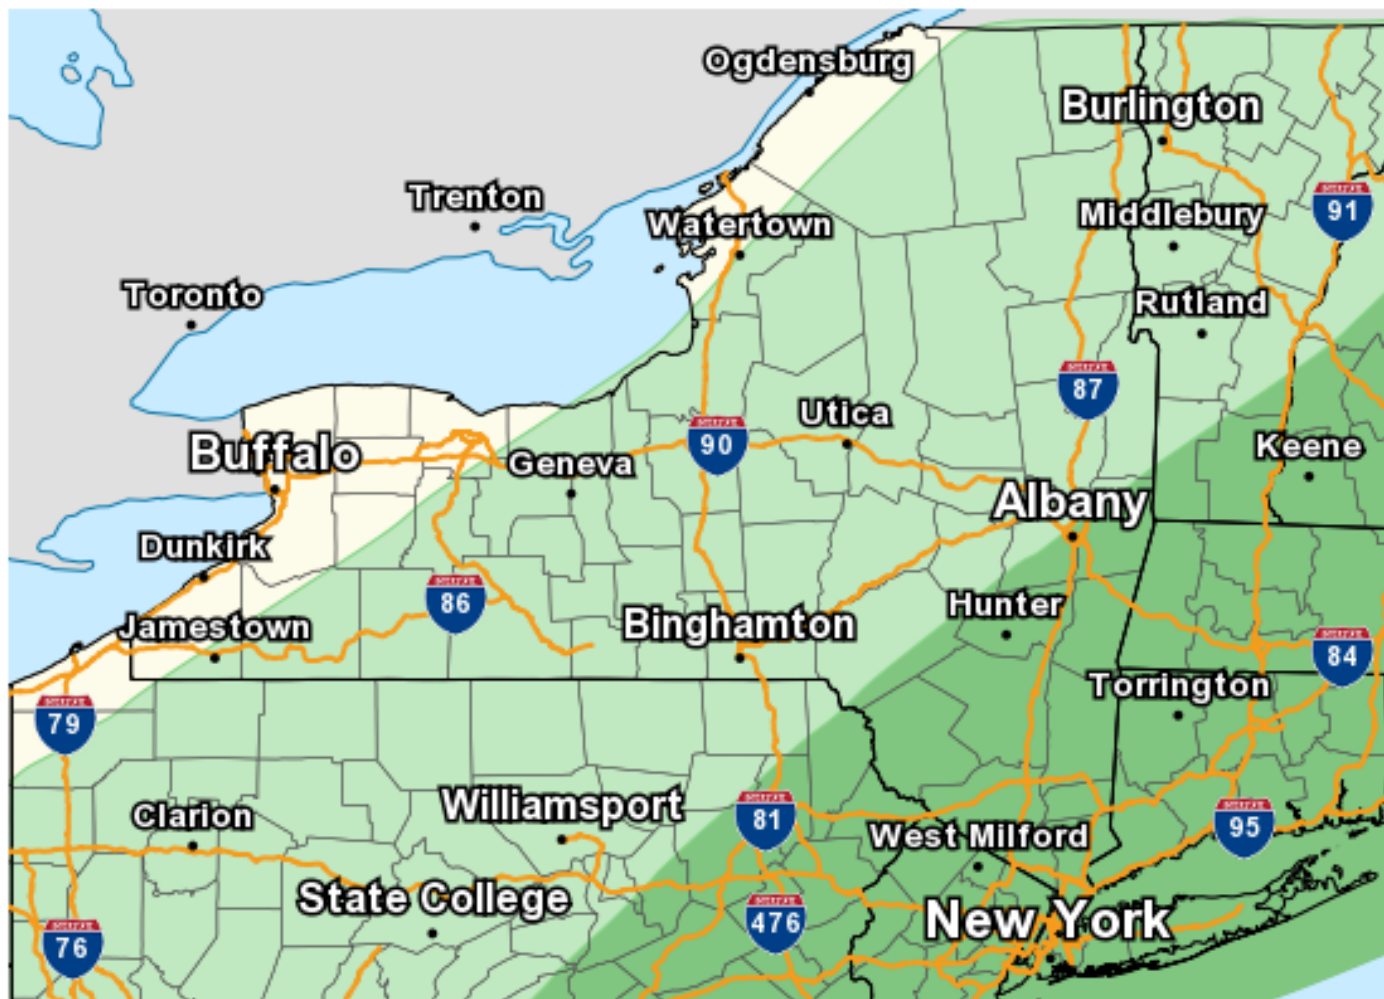 Ogdensburg
Burlington
Trenton
Watertown
Middlebury
91
Toronto
Rutland
87
Utica
90
Buffalo
Geneva
Keene
Albany
Dunkirk
86
Hunter
Jamestown
Binghamton
84
Torrington
79
Clarion
Williamsport
81
West Milford
95
State College
476
New York
76